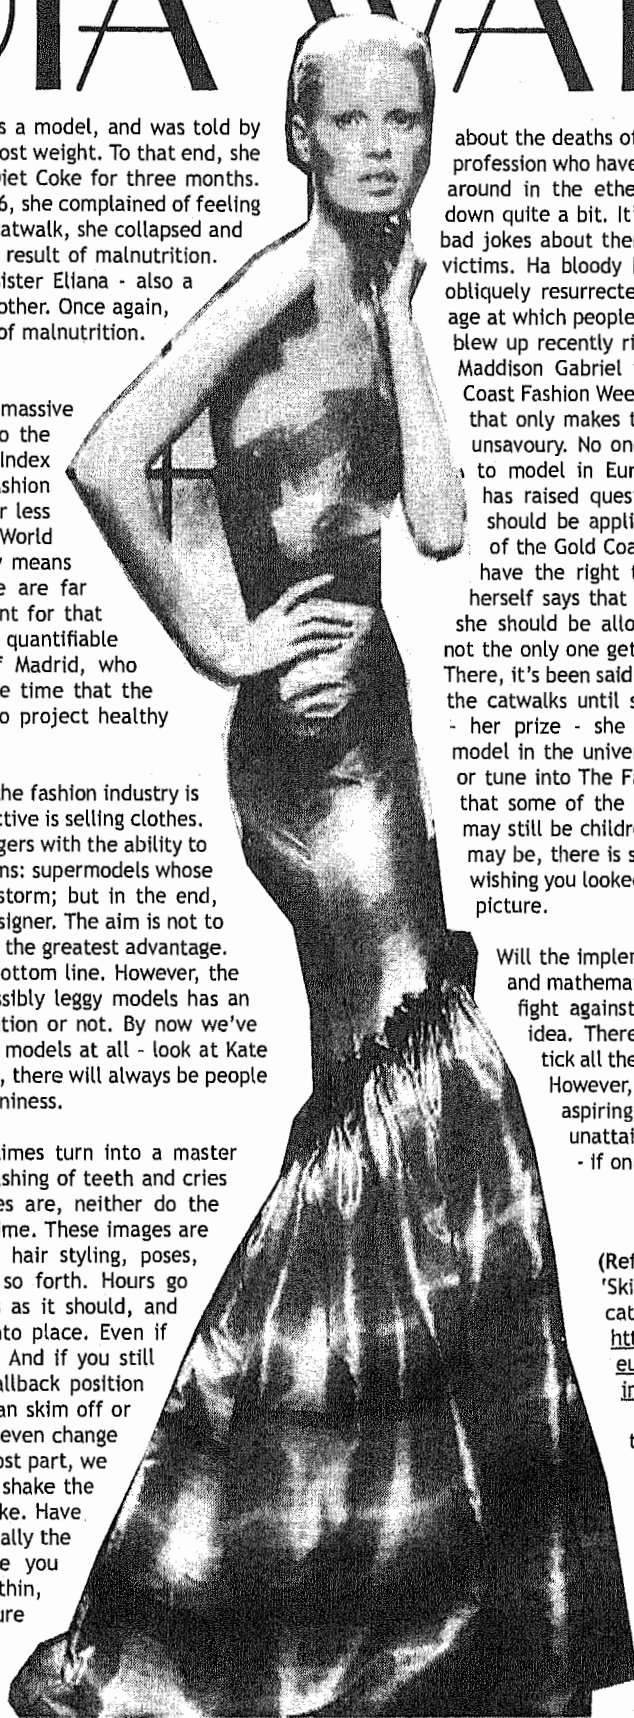 IA WA
s a model, and was told by
ost weight. To that end, she
Diet Coke for three months.
6, she complained of feeling
atwalk, she collapsed and
result of malnutrition.
ister Eliana - also a
other. Once again,
of malnutrition.
massive
o the
Index
ashion
r less
World
means
e are far
nt for that
quantifiable
f Madrid, who
e time that the
o project healthy
he fashion industry is
ctive is selling clothes.
gers with the ability to
ns: supermodels whose
storm; but in the end,
signer. The aim is not to
the greatest advantage.
ottom line. However, the
ssibly leggy models has an
tion or not. By now we've
models at all - look at Kate
, there will always be people
niness.
imes turn into a master
shing of teeth and cries
es are, neither do the
ime. These images are
hair styling, poses,
so forth. Hours go
as it should, and
nto place. Even if
And if you still
allback position
an skim off or
even change
ost part, we
shake the
ke. Have
ally the
e you
thin,
ure
about the deaths of
profession who have
around in the ethe
down quite a bit. It'
bad jokes about the
victims. Ha bloody
obliquely resurrecte
age at which people
blew up recently ri
Maddison Gabriel
Coast Fashion Wee
that only makes t
unsavoury. No on
to model in Eur
has raised ques
should be appli
of the Gold Coa
have the right t
herself says that
she should be allo
not the only one get
There, it's been said
the catwalks until s
- her prize - she
model in the unive
or tune into The Fa
that some of the
may still be childre
may be, there is s
wishing you looked
picture.
Will the impler
and mathema
fight against
idea. There
tick all the
However,
aspiring
unattai
- if on
(Ref
'Ski
cat
htt
eu
in
t